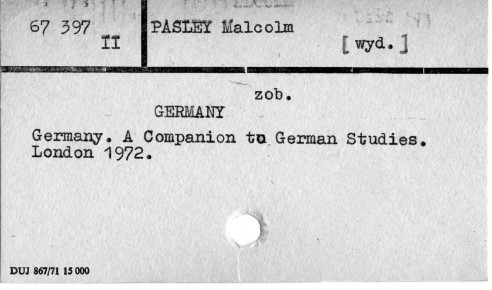 67 397
II
PASLEY Malcolm
[ wyd. ]
zob.
GERMANY
Germany. A Companion to German Studies.
London 1972.
DUJ 867/71 15 000